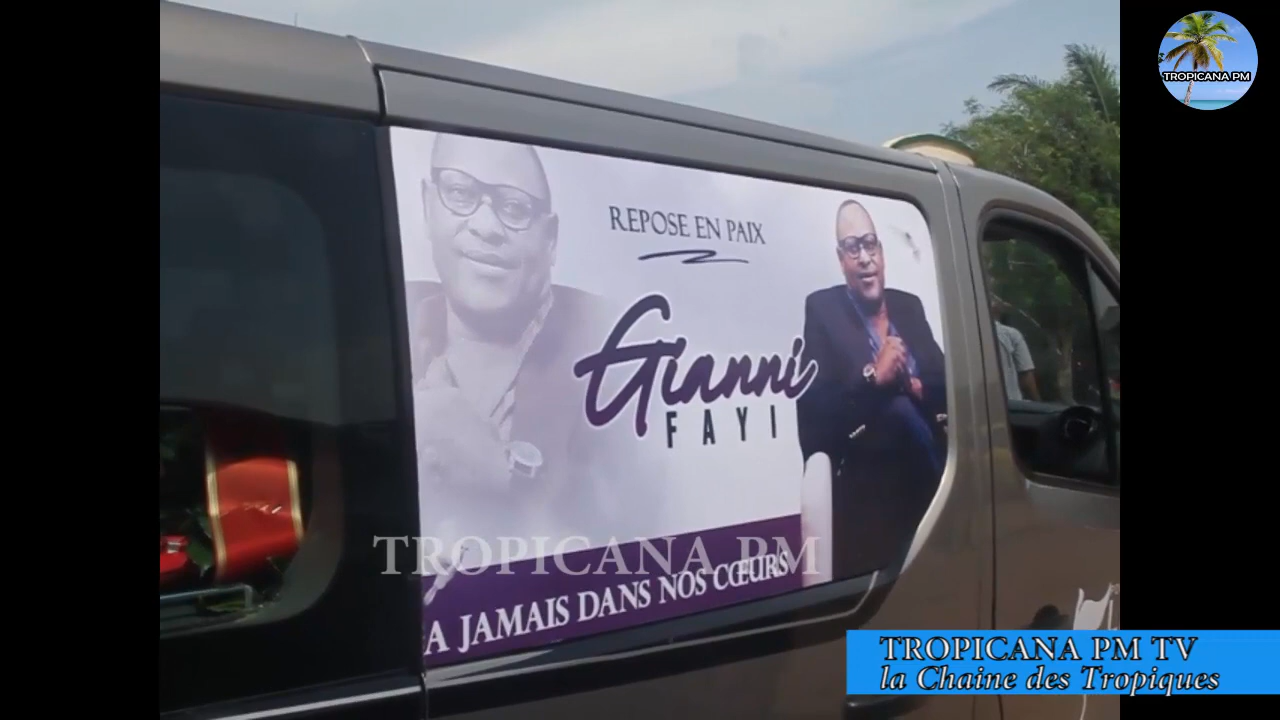 TROPICANA PM
REPOSE EN PAIX
Gianni
FAYI
TROPICANA PM
A JAMAIS DANS NOS CŒURS
TROPICANA PM TV
la Chaine des Tropiques